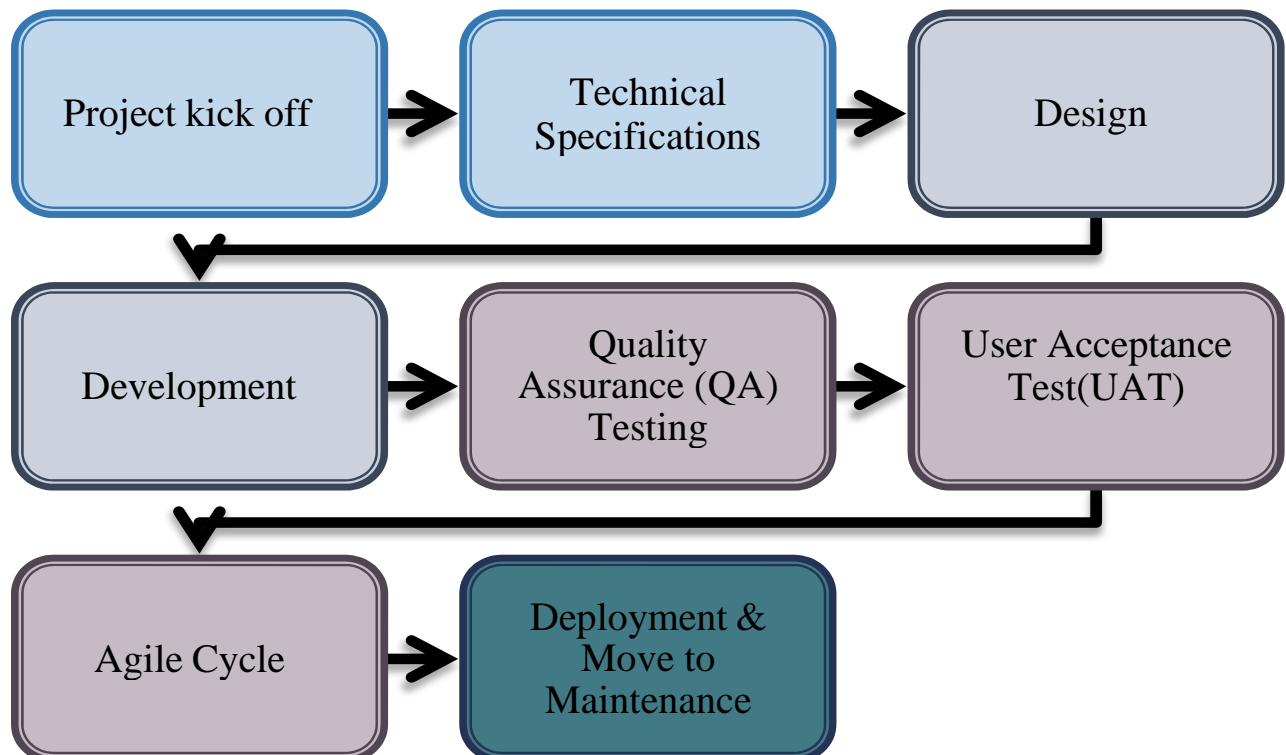 Project kick off
Technical
Specifications
Design
Development
Quality
Assurance (QA)
Testing
User Acceptance
Test(UAT)
Agile Cycle
Deployment &
Move to
Maintenance